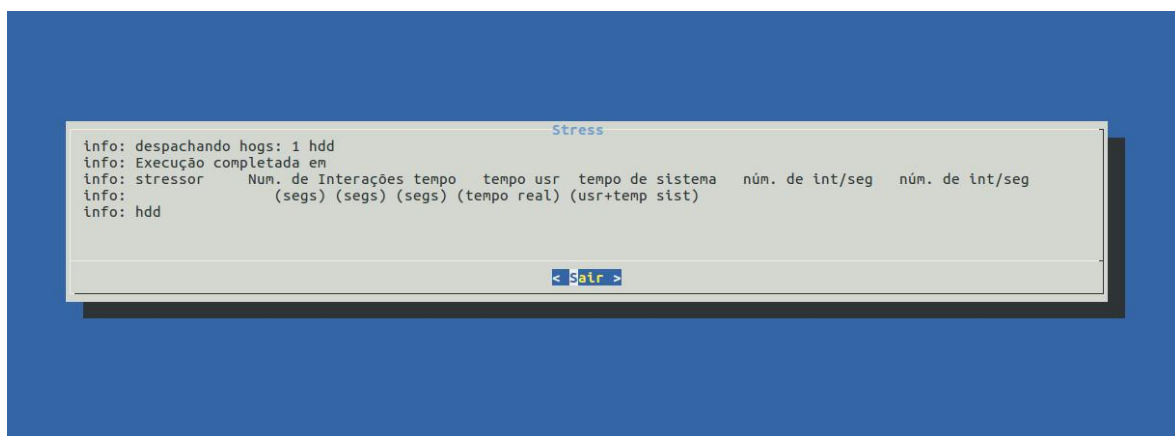 Stress
info: despachando hogs: 1 hdd
info: Execução completada em
info: stressor Num. de Interações tempo tempo usr tempo de sistema núm. de int/seg núm. de int/seg
info: (segs) (segs) (segs) (tempo real) (usr+temp sist)
info: hdd
< Sair >